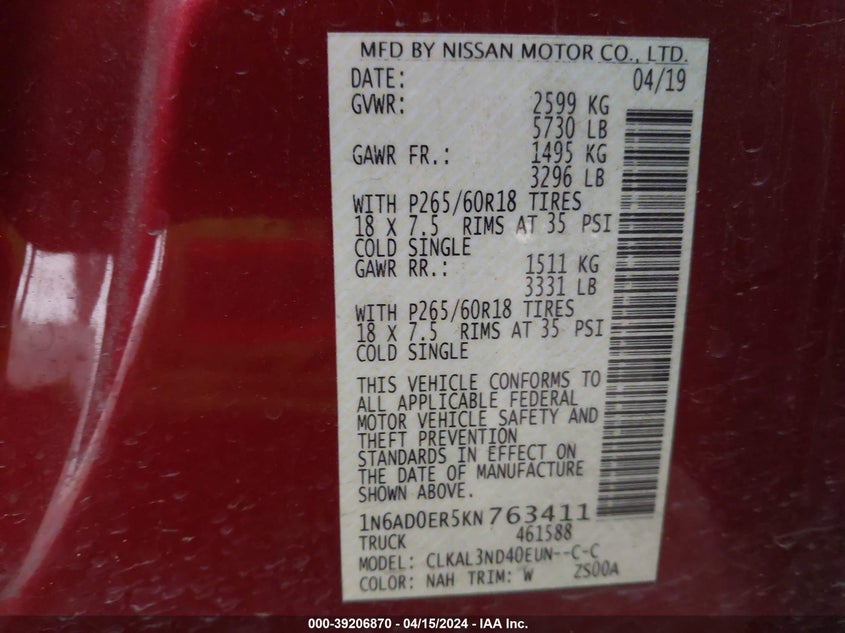 MFD BY NISSAN MOTOR CO., LTD.
DATE: 04/19
GVWR: 2599 KG
5730 LB
GAWR FR.: 1495 KG
3296 LB
WITH P265/60R18 TIRES
18 X 7.5 RIMS AT 35 PSI
COLD SINGLE
GAWR RR.: 1511 KG
3331 LB
WITH P265/60R18 TIRES
18 X 7.5 RIMS AT 35 PSI
COLD SINGLE
THIS VEHICLE CONFORMS TO
ALL APPLICABLE FEDERAL
MOTOR VEHICLE SAFETY AND
THEFT PREVENTION
STANDARDS IN EFFECT ON
THE DATE OF MANUFACTURE
SHOWN ABOVE.
1N6AD0ER5KN763411
TRUCK 461588
MODEL: CLKAL3ND40EUN--C-C
COLOR: NAH TRIM: W ZS00A
000-39206870 - 04/15/2024 - IAA Inc.